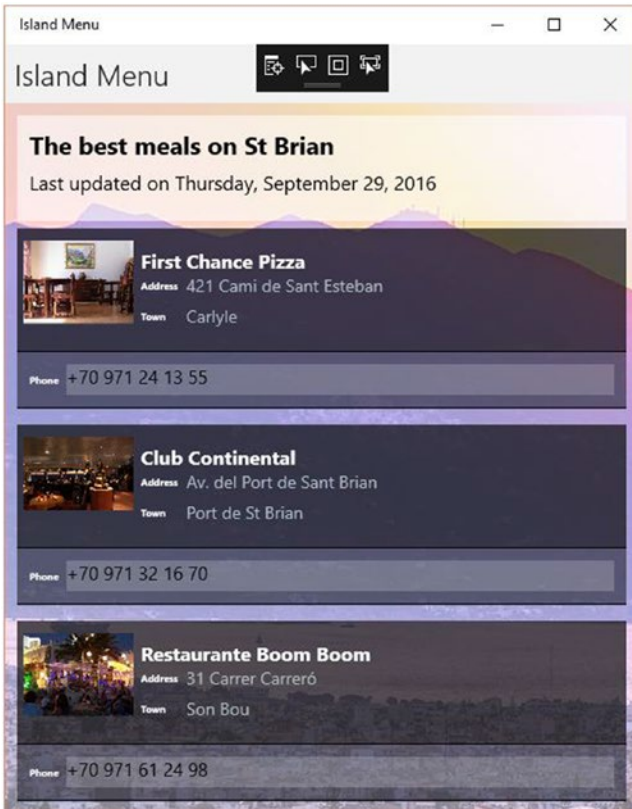 Island Menu
Island Menu
The best meals on St Brian
Last updated on Thursday, September 29, 2016
First Chance Pizza
Address 421 Cami de Sant Esteban
Town Carlyle
Phone +70 971 24 13 55
Club Continental
Address Av. del Port de Sant Brian
Town Port de St Brian
Phone +70 971 32 16 70
Restaurante Boom Boom
Address 31 Carrer Carreró
Town Son Bou
Phone +70 971 61 24 98